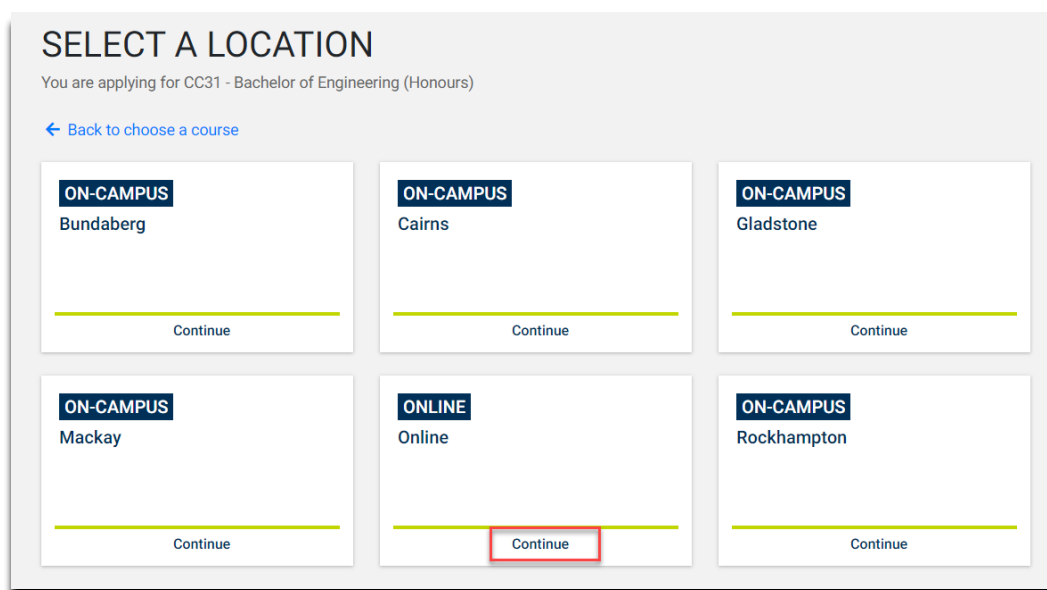 SELECT A LOCATION
You are applying for CC31 - Bachelor of Engineering (Honours)
← Back to choose a course
ON-CAMPUS
Bundaberg
Continue
ON-CAMPUS
Cairns
Continue
ON-CAMPUS
Gladstone
Continue
ON-CAMPUS
Mackay
Continue
ONLINE
Online
Continue
ON-CAMPUS
Rockhampton
Continue